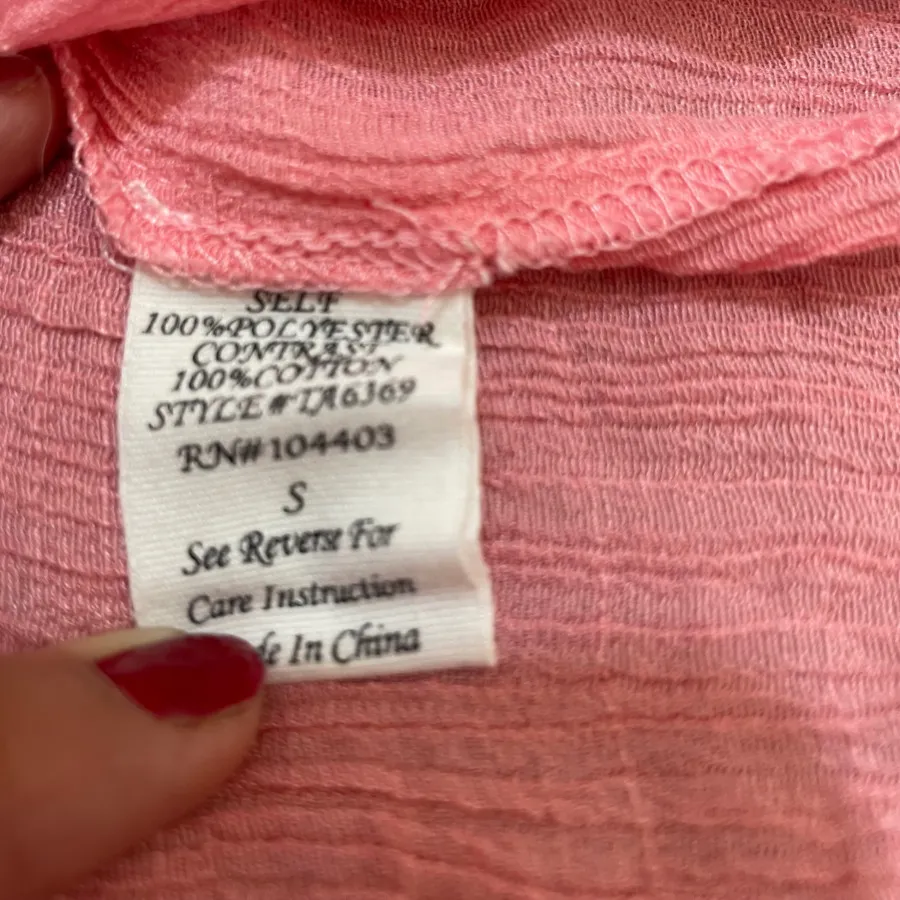 SELF
100%POLYESTER
CONTRAST
100%COTTON
STYLE#TA6369
RN#104403
S
See Reverse For
Care Instruction
In China